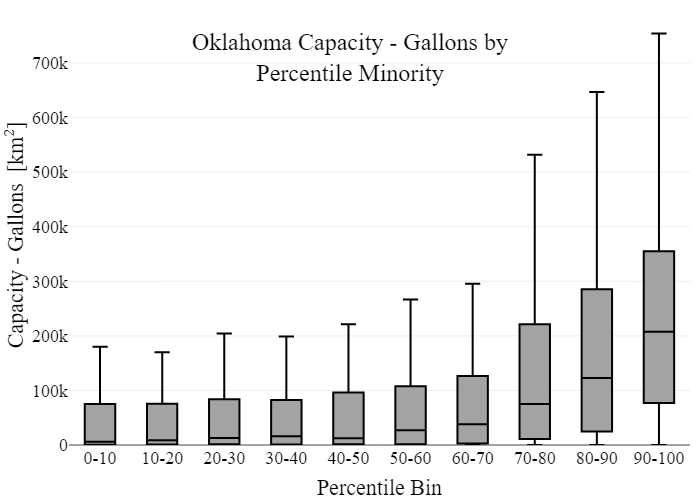 Oklahoma Capacity - Gallons by
Percentile Minority
Capacity - Gallons [km²]
700k
600k
500k
400k
300k
200k
100k
0
0-10 10-20 20-30 30-40 40-50 50-60 60-70 70-80 80-90 90-100
Percentile Bin